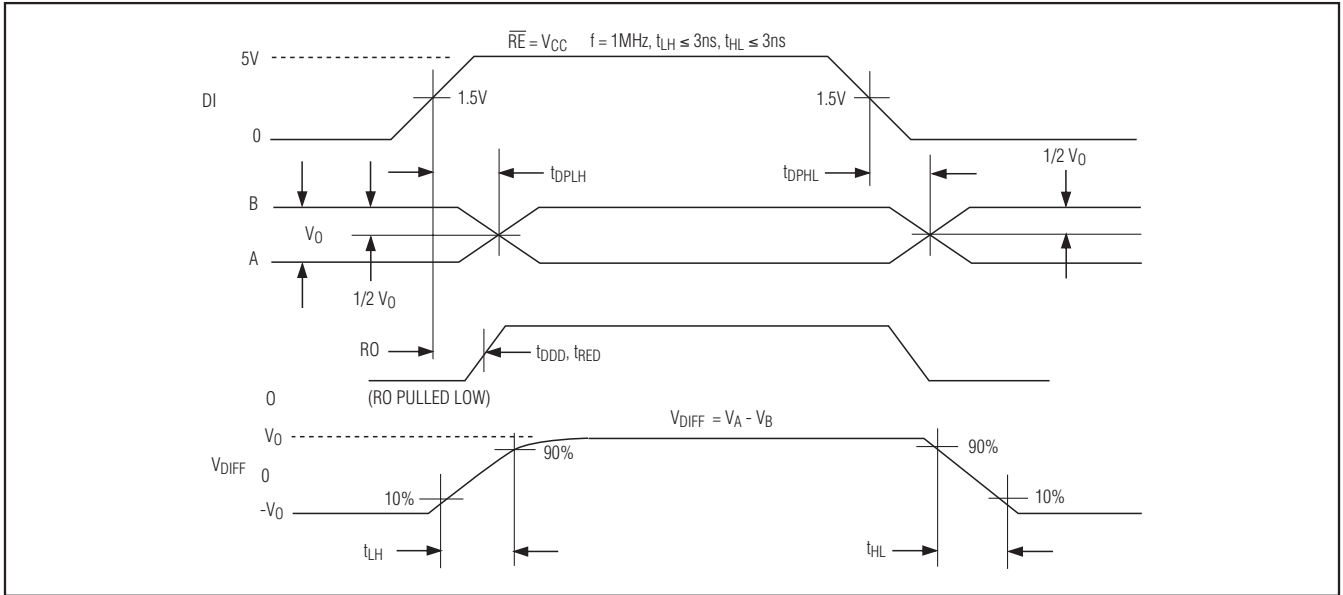 R̅E̅ = VCC f = 1MHz, tLH ≤ 3ns, tHL ≤ 3ns
5V
DI
1.5V
1.5V
0
1/2 VO
tDPLH
tDPHL
B
VO
A
1/2 VO
RO
tDDD, tRED
0
(RO PULLED LOW)
VDIFF = VA - VB
VO
90%
90%
VDIFF
0
10%
10%
-VO
tLH
tHL